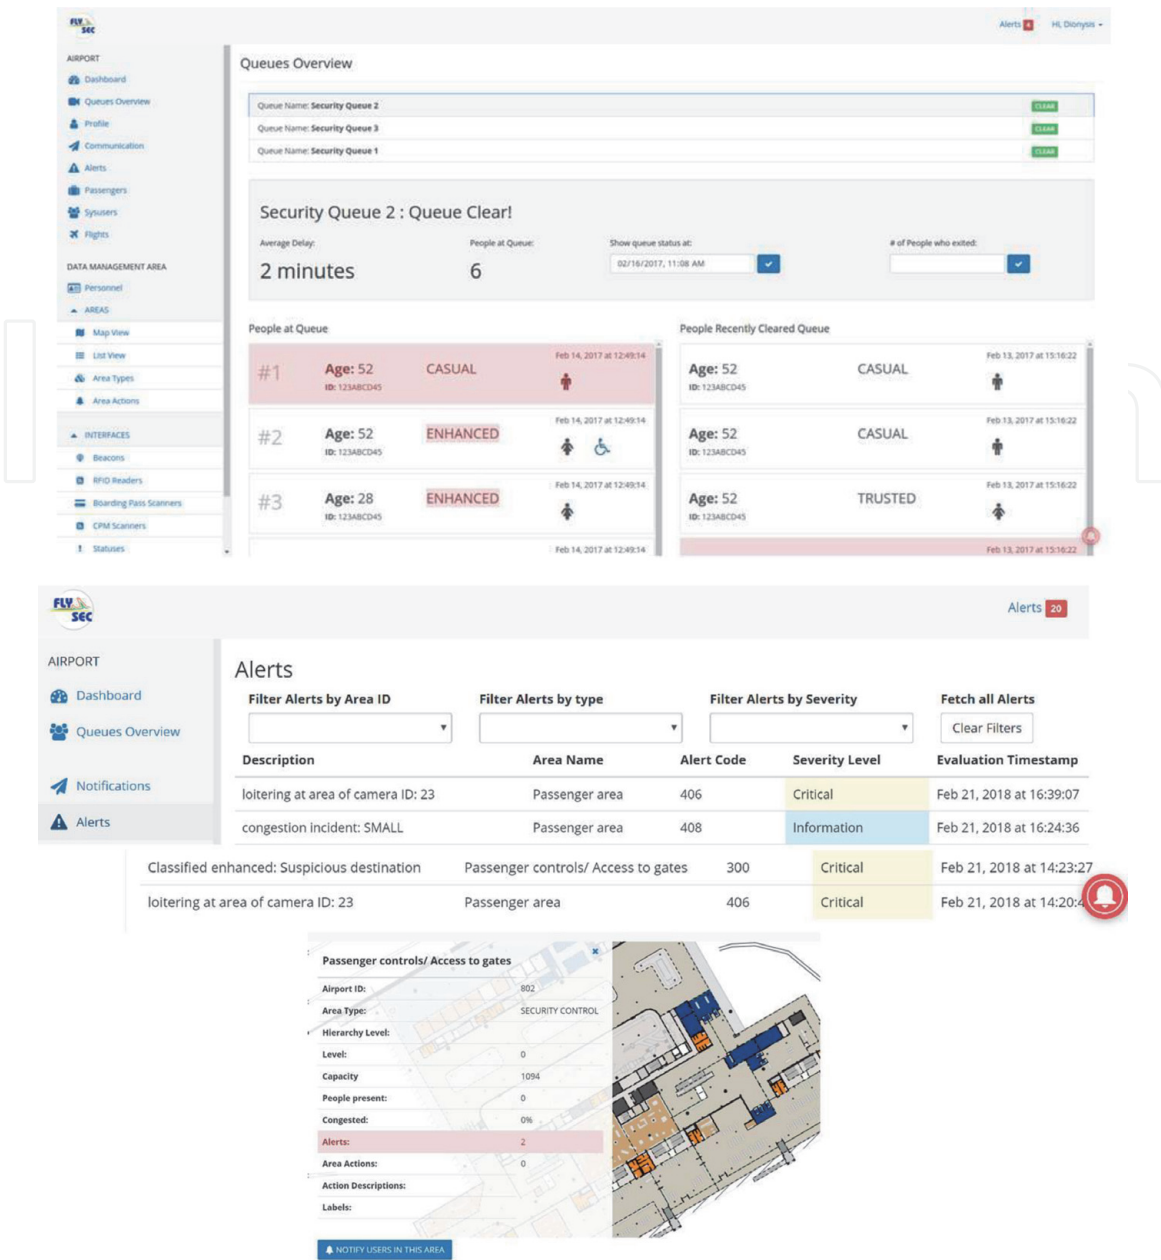 FLY SEC
Alerts 4 Hi, Dionysis
AIRPORT
Dashboard
Queues Overview
Profile
Communication
Alerts
Passengers
Sysusers
Flights
DATA MANAGEMENT AREA
Personnel
AREAS
Map View
List View
Area Types
Area Actions
INTERFACES
Beacons
RFID Readers
Boarding Pass Scanners
CPM Scanners
Statuses
Queues Overview
Queue Name: Security Queue 2 CLEAR
Queue Name: Security Queue 3 CLEAR
Queue Name: Security Queue 1 CLEAR
Security Queue 2 : Queue Clear!
Average Delay: People at Queue: Show queue status at: # of People who exited:
2 minutes 6 02/16/2017, 11:08 AM
People at Queue
#1 Age: 52 CASUAL Feb 14, 2017 at 12:49:14
ID: 123ABCD45
#2 Age: 52 ENHANCED Feb 14, 2017 at 12:49:14
ID: 123ABCD45
#3 Age: 28 ENHANCED Feb 14, 2017 at 12:49:14
ID: 123ABCD45
Feb 14, 2017 at 12:49:14
People Recently Cleared Queue
Age: 52 CASUAL Feb 13, 2017 at 15:16:22
ID: 123ABCD45
Age: 52 CASUAL Feb 13, 2017 at 15:16:22
ID: 123ABCD45
Age: 52 TRUSTED Feb 13, 2017 at 15:16:22
ID: 123ABCD45
Feb 13, 2017 at 15:16:22
FLY SEC
Alerts 20
AIRPORT
Dashboard
Queues Overview
Notifications
Alerts
Alerts
Filter Alerts by Area ID Filter Alerts by type Filter Alerts by Severity Fetch all Alerts
Clear Filters
Description Area Name Alert Code Severity Level Evaluation Timestamp
loitering at area of camera ID: 23 Passenger area 406 Critical Feb 21, 2018 at 16:39:07
congestion incident: SMALL Passenger area 408 Information Feb 21, 2018 at 16:24:36
Classified enhanced: Suspicious destination Passenger controls/ Access to gates 300 Critical Feb 21, 2018 at 14:23:27
loitering at area of camera ID: 23 Passenger area 406 Critical Feb 21, 2018 at 14:20:4
Passenger controls/ Access to gates x
Airport ID: 802
Area Type: SECURITY CONTROL
Hierarchy Level:
Level: 0
Capacity 1094
People present: 0
Congested: 0%
Alerts: 2
Area Actions: 0
Action Descriptions:
Labels:
NOTIFY USERS IN THIS AREA